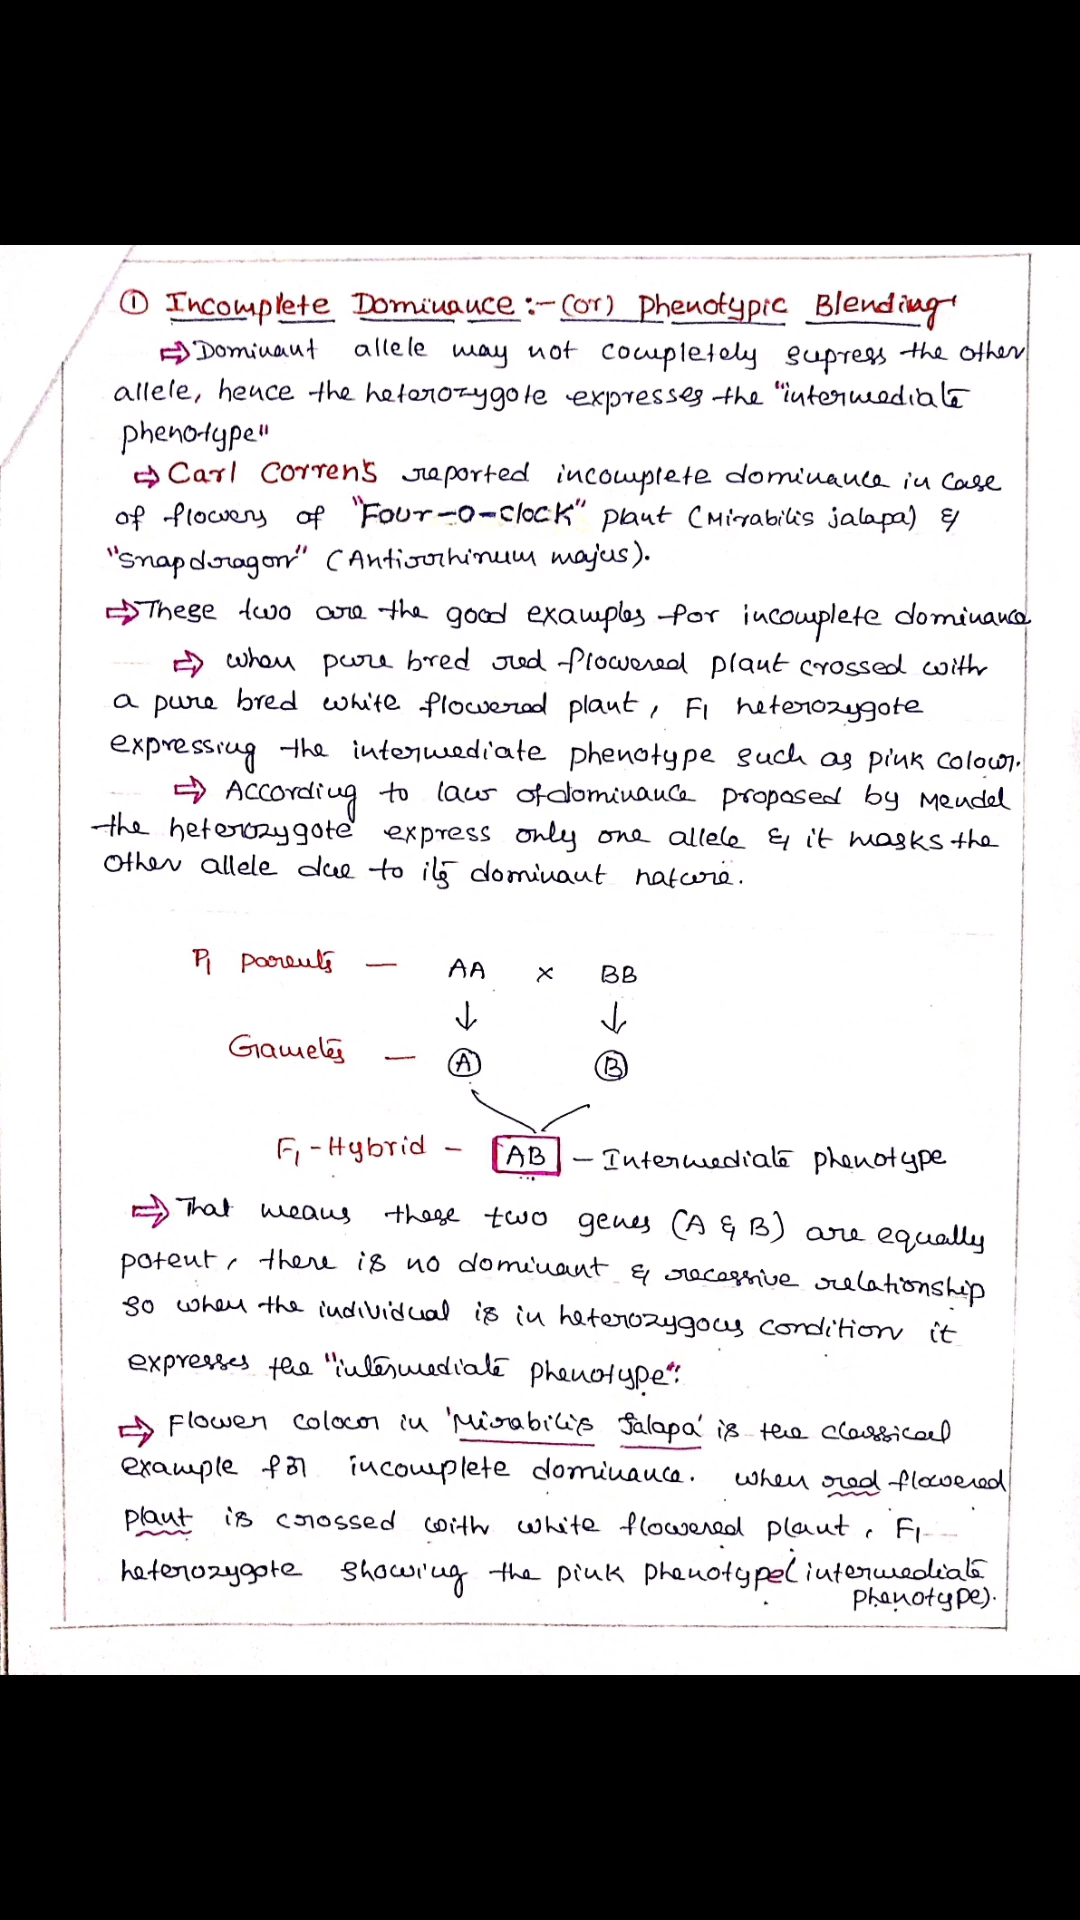 ① Incomplete Dominance :- (or) Phenotypic Blending
⇒ Dominant allele may not completely supress the other
allele, hence the heterozygote expresses the "intermediate
phenotype"
⇒ Carl Corren's reported incomplete dominance in case
of flowers of "Four-o-clock" plant (Mirabilis jalapa) &
"Snapdragon" (Antirrhinum majus).
⇒ These two are the good examples for incomplete dominance
⇒ when pure bred red flowered plant crossed with
a pure bred white flowered plant, F1 heterozygote
expressing the intermediate phenotype such as pink colour.
⇒ According to law of dominance proposed by Mendel
the heterozygote express only one allele & it masks the
other allele due to its dominant nature.
P1 parents — AA × BB
↓ ↓
Gametes — Ⓐ Ⓑ
F1 - Hybrid - AB - Intermediate phenotype
⇒ That means these two genes (A & B) are equally
potent, there is no dominant & recessive relationship
so when the individual is in heterozygous condition it
expresses the "intermediate phenotype".
⇒ Flower colour in 'Mirabilis Jalapa' is the classical
example for incomplete dominance. when red flowered
plant is crossed with white flowered plant, F1
heterozygote showing the pink phenotype (intermediate
phenotype).